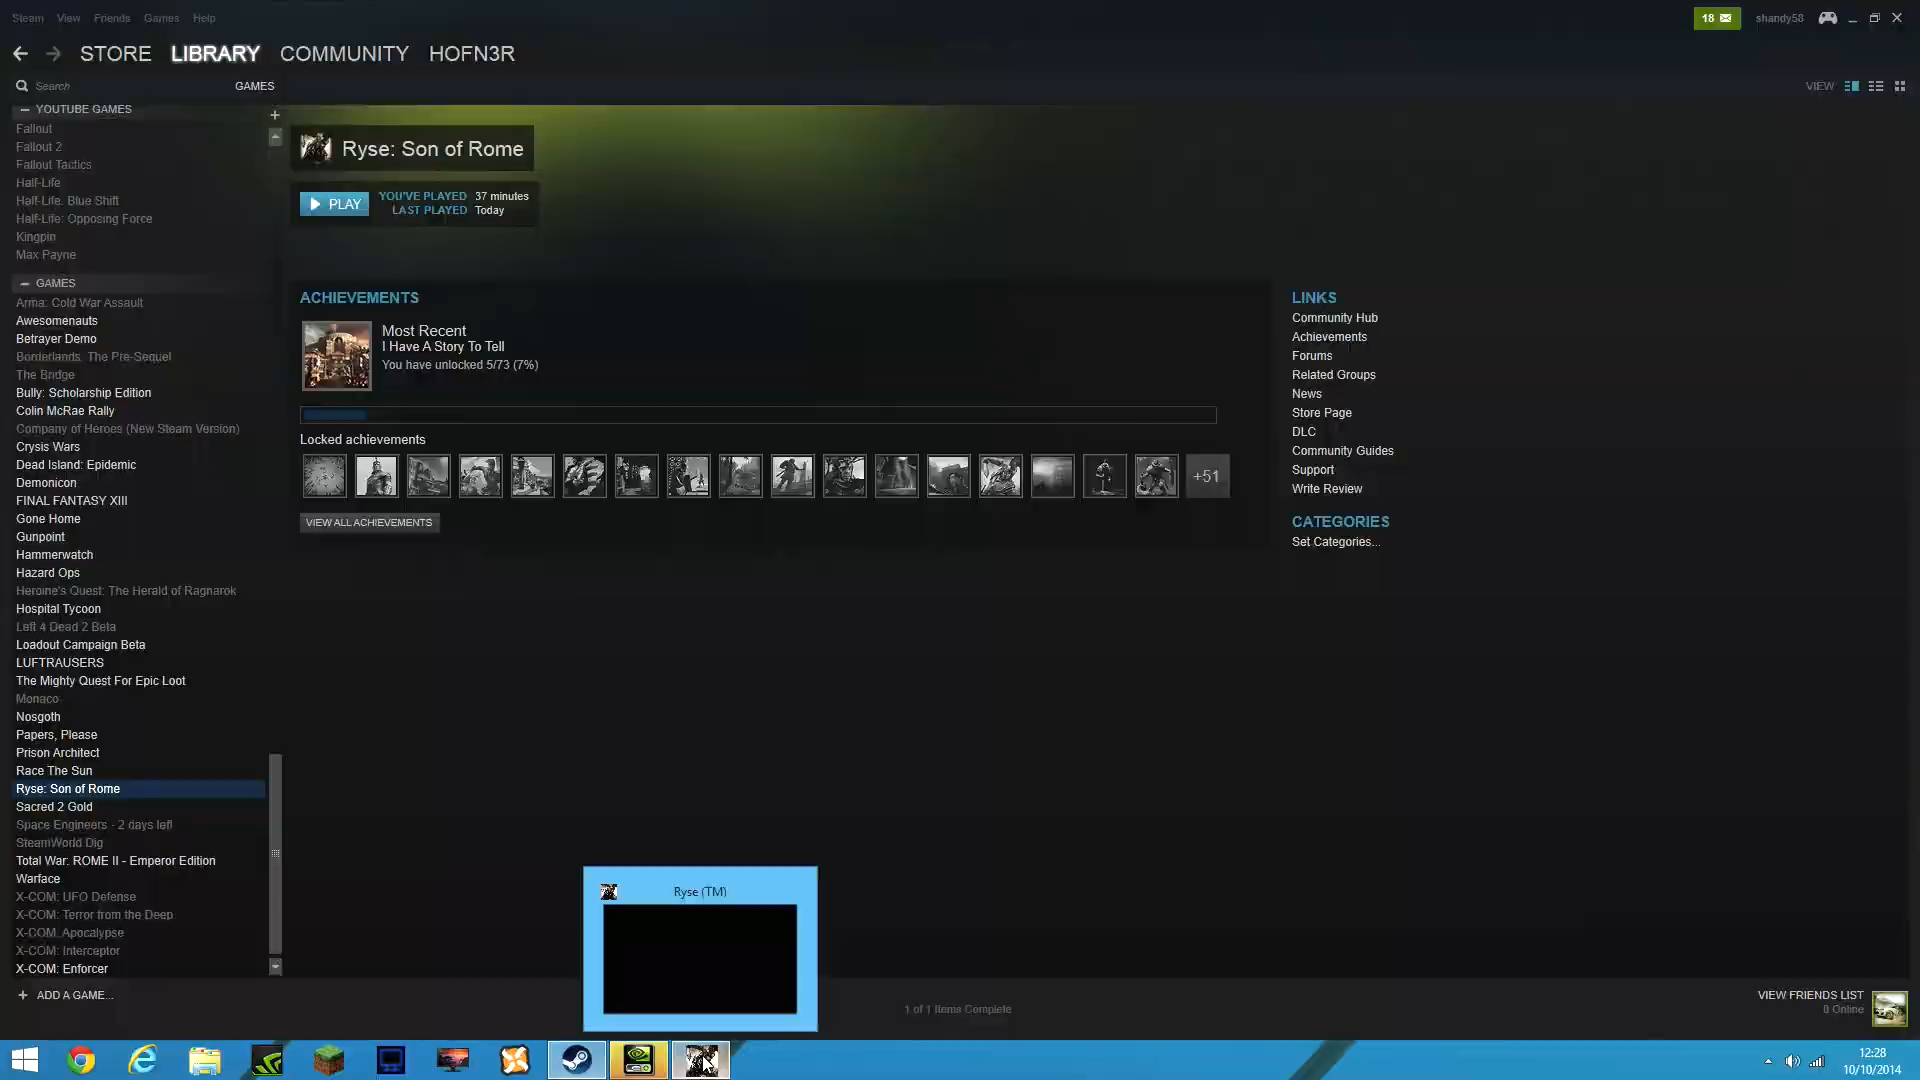 Steam View Friends Games Help
18 shandy58
STORE LIBRARY COMMUNITY HOFN3R
Search GAMES VIEW
YOUTUBE GAMES
Fallout
Fallout 2
Fallout Tactics
Half-Life
Half-Life: Blue Shift
Half-Life: Opposing Force
Kingpin
Max Payne
GAMES
Arma: Cold War Assault
Awesomenauts
Betrayer Demo
Borderlands: The Pre-Sequel
The Bridge
Bully: Scholarship Edition
Colin McRae Rally
Company of Heroes (New Steam Version)
Crysis Wars
Dead Island: Epidemic
Demonicon
FINAL FANTASY XIII
Gone Home
Gunpoint
Hammerwatch
Hazard Ops
Heroine's Quest: The Herald of Ragnarok
Hospital Tycoon
Left 4 Dead 2 Beta
Loadout Campaign Beta
LUFTRAUSERS
The Mighty Quest For Epic Loot
Monaco
Nosgoth
Papers, Please
Prison Architect
Race The Sun
Ryse: Son of Rome
Sacred 2 Gold
Space Engineers - 2 days left
SteamWorld Dig
Total War: ROME II - Emperor Edition
Warface
X-COM: UFO Defense
X-COM: Terror from the Deep
X-COM: Apocalypse
X-COM: Interceptor
X-COM: Enforcer
ADD A GAME...
Ryse: Son of Rome
PLAY
YOU'VE PLAYED 37 minutes
LAST PLAYED Today
ACHIEVEMENTS
Most Recent
I Have A Story To Tell
You have unlocked 5/73 (7%)
Locked achievements
+51
VIEW ALL ACHIEVEMENTS
LINKS
Community Hub
Achievements
Forums
Related Groups
News
Store Page
DLC
Community Guides
Support
Write Review
CATEGORIES
Set Categories...
Ryse (TM)
1 of 1 Items Complete
VIEW FRIENDS LIST
0 Online
12:28
10/10/2014